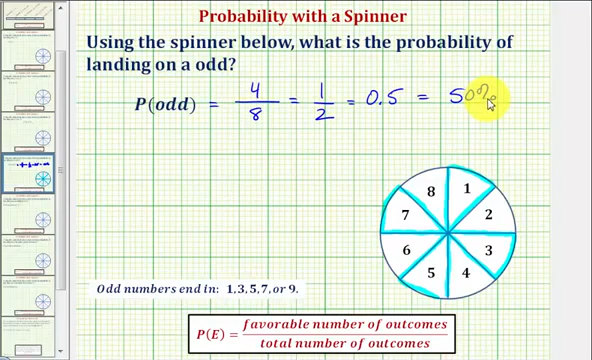 Probability with a Spinner
Using the spinner below, what is the probability of
landing on a odd?
P(odd) = 4/8 = 1/2 = 0.5 = 50%
8 1
7 2
6 3
5 4
Odd numbers end in: 1,3,5,7, or 9.
P(E) = favorable number of outcomes / total number of outcomes